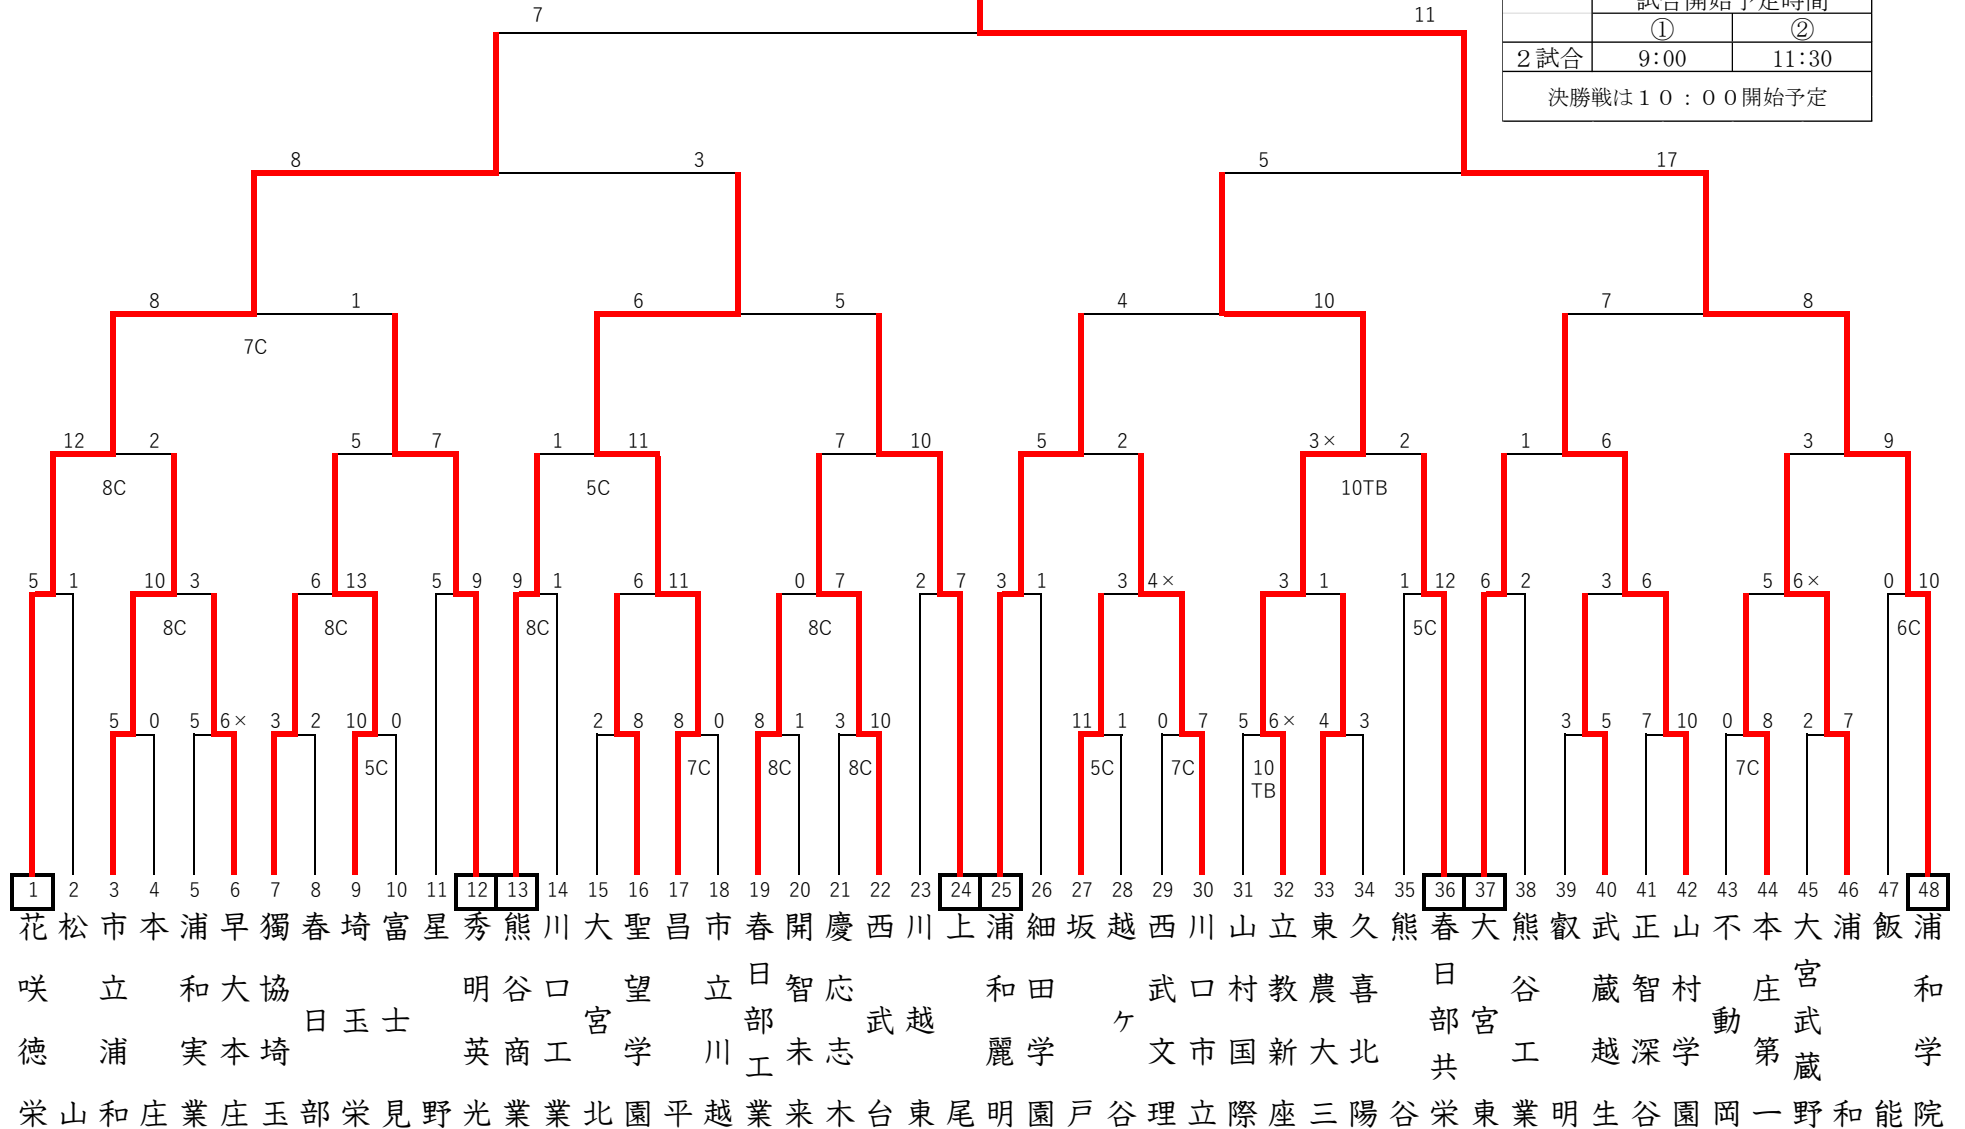 試合開始予定時間
① ②
２試合 9:00 11:30
決勝戦は１０：００開始予定
7 11
8 3 5 17
8 1 6 5 4 10 7 8
7C
12 2 5 7 1 11 7 10 5 2 3× 2 1 6 3 9
8C 5C 10TB
5 1 10 3 6 13 5 9 9 1 6 11 0 7 2 7 3 1 3 4× 3 1 1 12 6 2 3 6 5 6× 0 10
8C 8C 8C 8C 5C 6C
5 0 5 6× 3 2 10 0 2 8 8 0 8 1 3 10 11 1 0 7 5 6× 4 3 3 5 7 10 0 8 2 7
5C 7C 8C 8C 5C 7C 10 7C
TB
1 2 3 4 5 6 7 8 9 10 11 12 13 14 15 16 17 18 19 20 21 22 23 24 25 26 27 28 29 30 31 32 33 34 35 36 37 38 39 40 41 42 43 44 45 46 47 48
花咲徳栄
松山
市立浦和
本庄
浦和実業
早大本庄
獨協埼玉
春日部
埼玉栄
富士見
星野
秀明英光
熊谷商業
川口工業
大宮北
聖望学園
昌平
市立川越
春日部工業
開智未来
慶応志木
西武台
川越東
上尾
浦和麗明
細田学園
坂戸
越ヶ谷
西武文理
川口市立
山村国際
立教新座
東農大三
久喜北陽
熊谷
春日部共栄
大宮東
熊谷工業
叡明
武蔵越生
正智深谷
山村学園
不動岡
本庄第一
大宮武蔵野
浦和
飯能
浦和学院